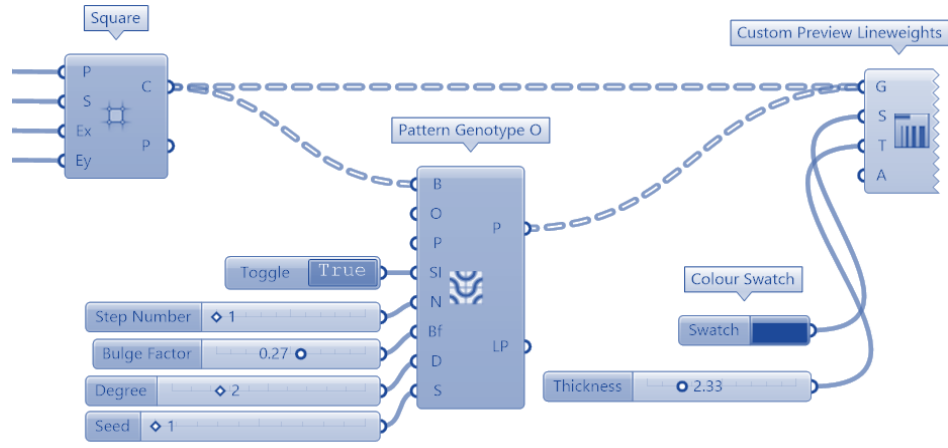 Square
Custom Preview Lineweights
P
S
Ex
Ey
C
P
G
S
T
A
Pattern Genotype O
B
O
P
SI
N
Bf
D
S
P
LP
Toggle True
Step Number 1
Bulge Factor 0.27
Degree 2
Seed 1
Colour Swatch
Swatch
Thickness 2.33